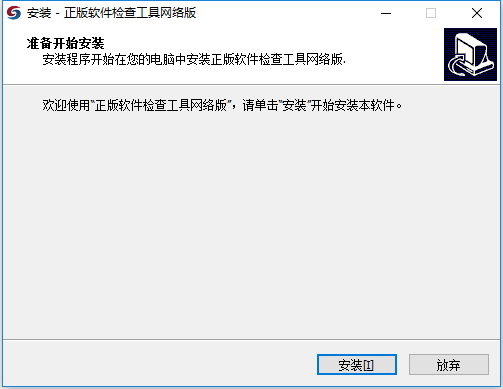 安装 - 正版软件检查工具网络版
准备开始安装
安装程序开始在您的电脑中安装正版软件检查工具网络版.
欢迎使用“正版软件检查工具网络版”，请单击“安装”开始安装本软件。
安装[I]
放弃